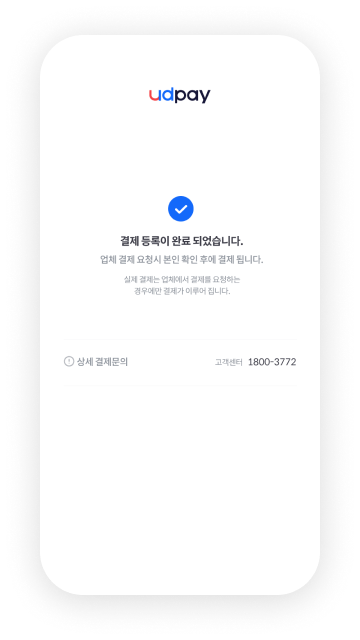 udpay
결제 등록이 완료 되었습니다.
업체 결제 요청시 본인 확인 후에 결제 됩니다.
실제 결제는 업체에서 결제를 요청하는
경우에만 결제가 이루어 집니다.
상세 결제문의 고객센터 1800-3772